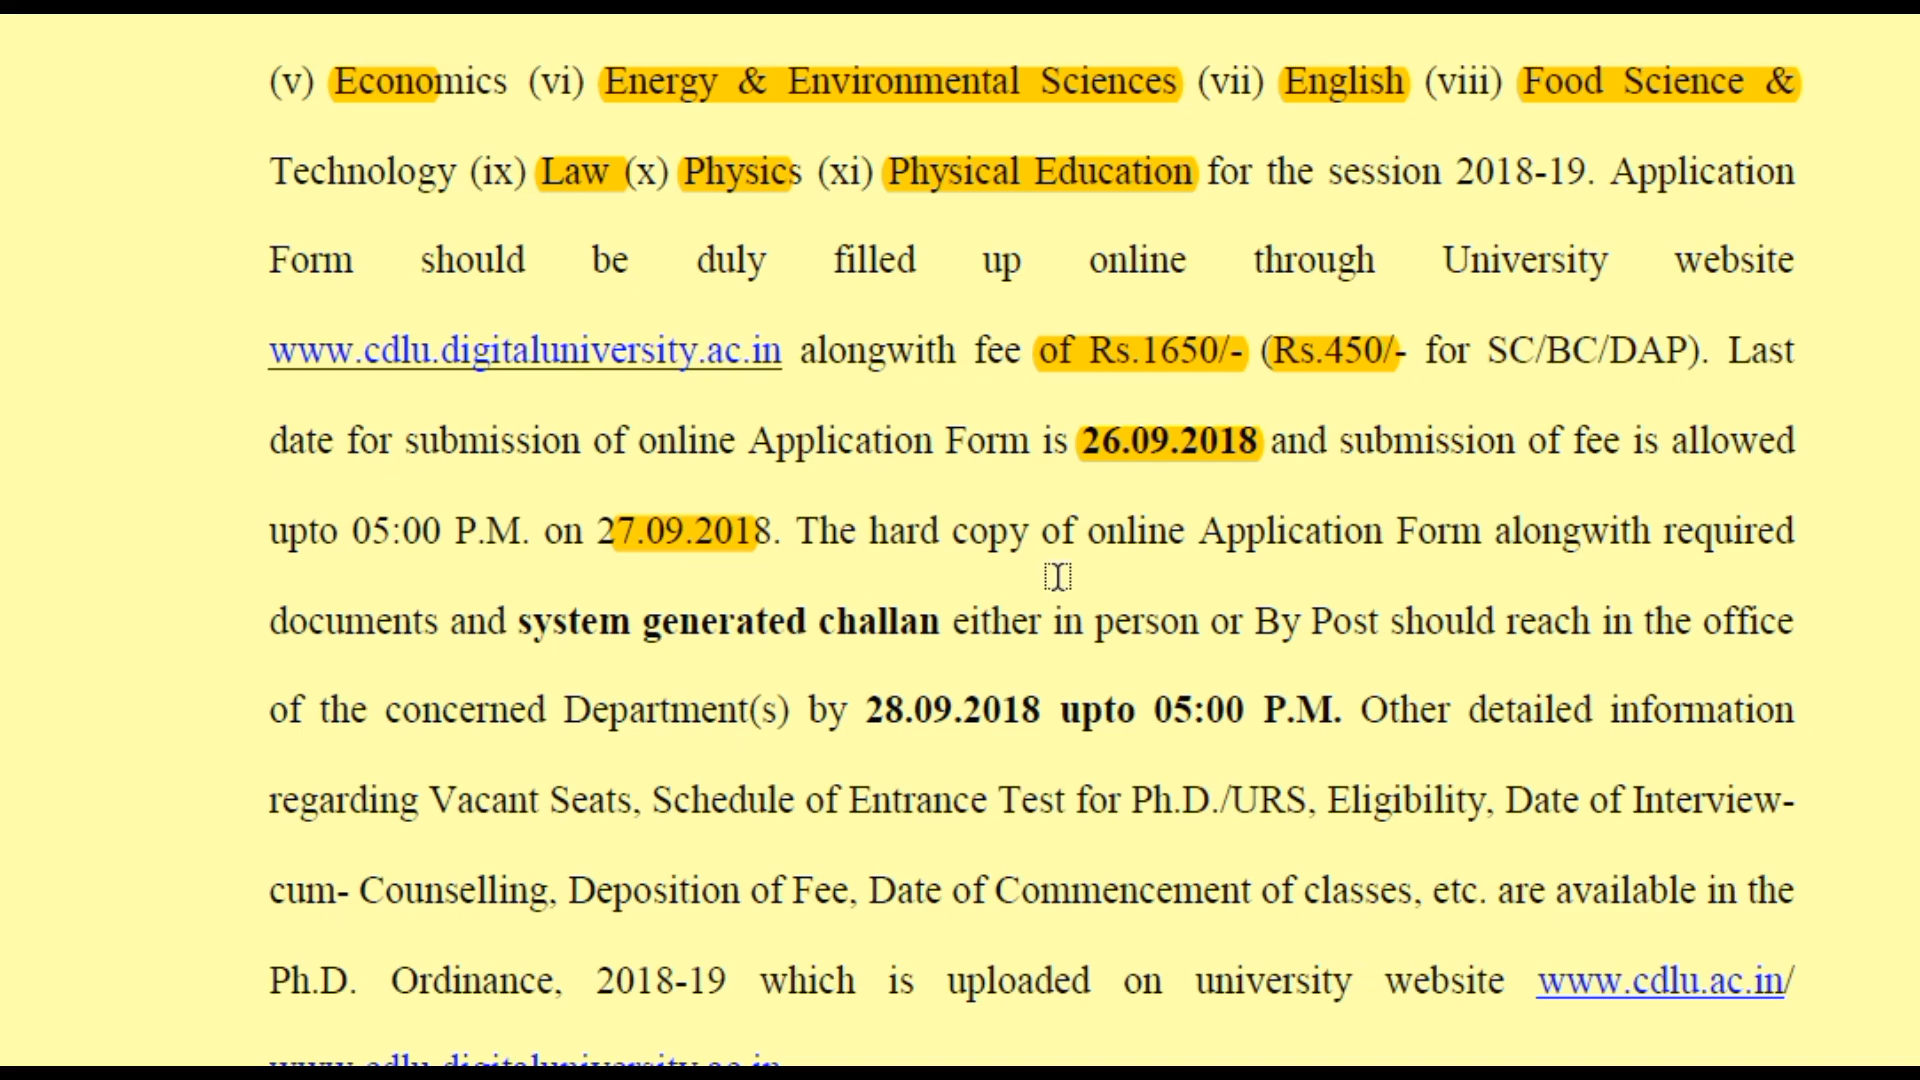 (v) Economics (vi) Energy & Environmental Sciences (vii) English (viii) Food Science &
Technology (ix) Law (x) Physics (xi) Physical Education for the session 2018-19. Application
Form should be duly filled up online through University website
www.cdlu.digitaluniversity.ac.in alongwith fee of Rs.1650/- (Rs.450/- for SC/BC/DAP). Last
date for submission of online Application Form is 26.09.2018 and submission of fee is allowed
upto 05:00 P.M. on 27.09.2018. The hard copy of online Application Form alongwith required
documents and system generated challan either in person or By Post should reach in the office
of the concerned Department(s) by 28.09.2018 upto 05:00 P.M. Other detailed information
regarding Vacant Seats, Schedule of Entrance Test for Ph.D./URS, Eligibility, Date of Interview-
cum- Counselling, Deposition of Fee, Date of Commencement of classes, etc. are available in the
Ph.D. Ordinance, 2018-19 which is uploaded on university website www.cdlu.ac.in/
www.cdlu.digitaluniversity.ac.in